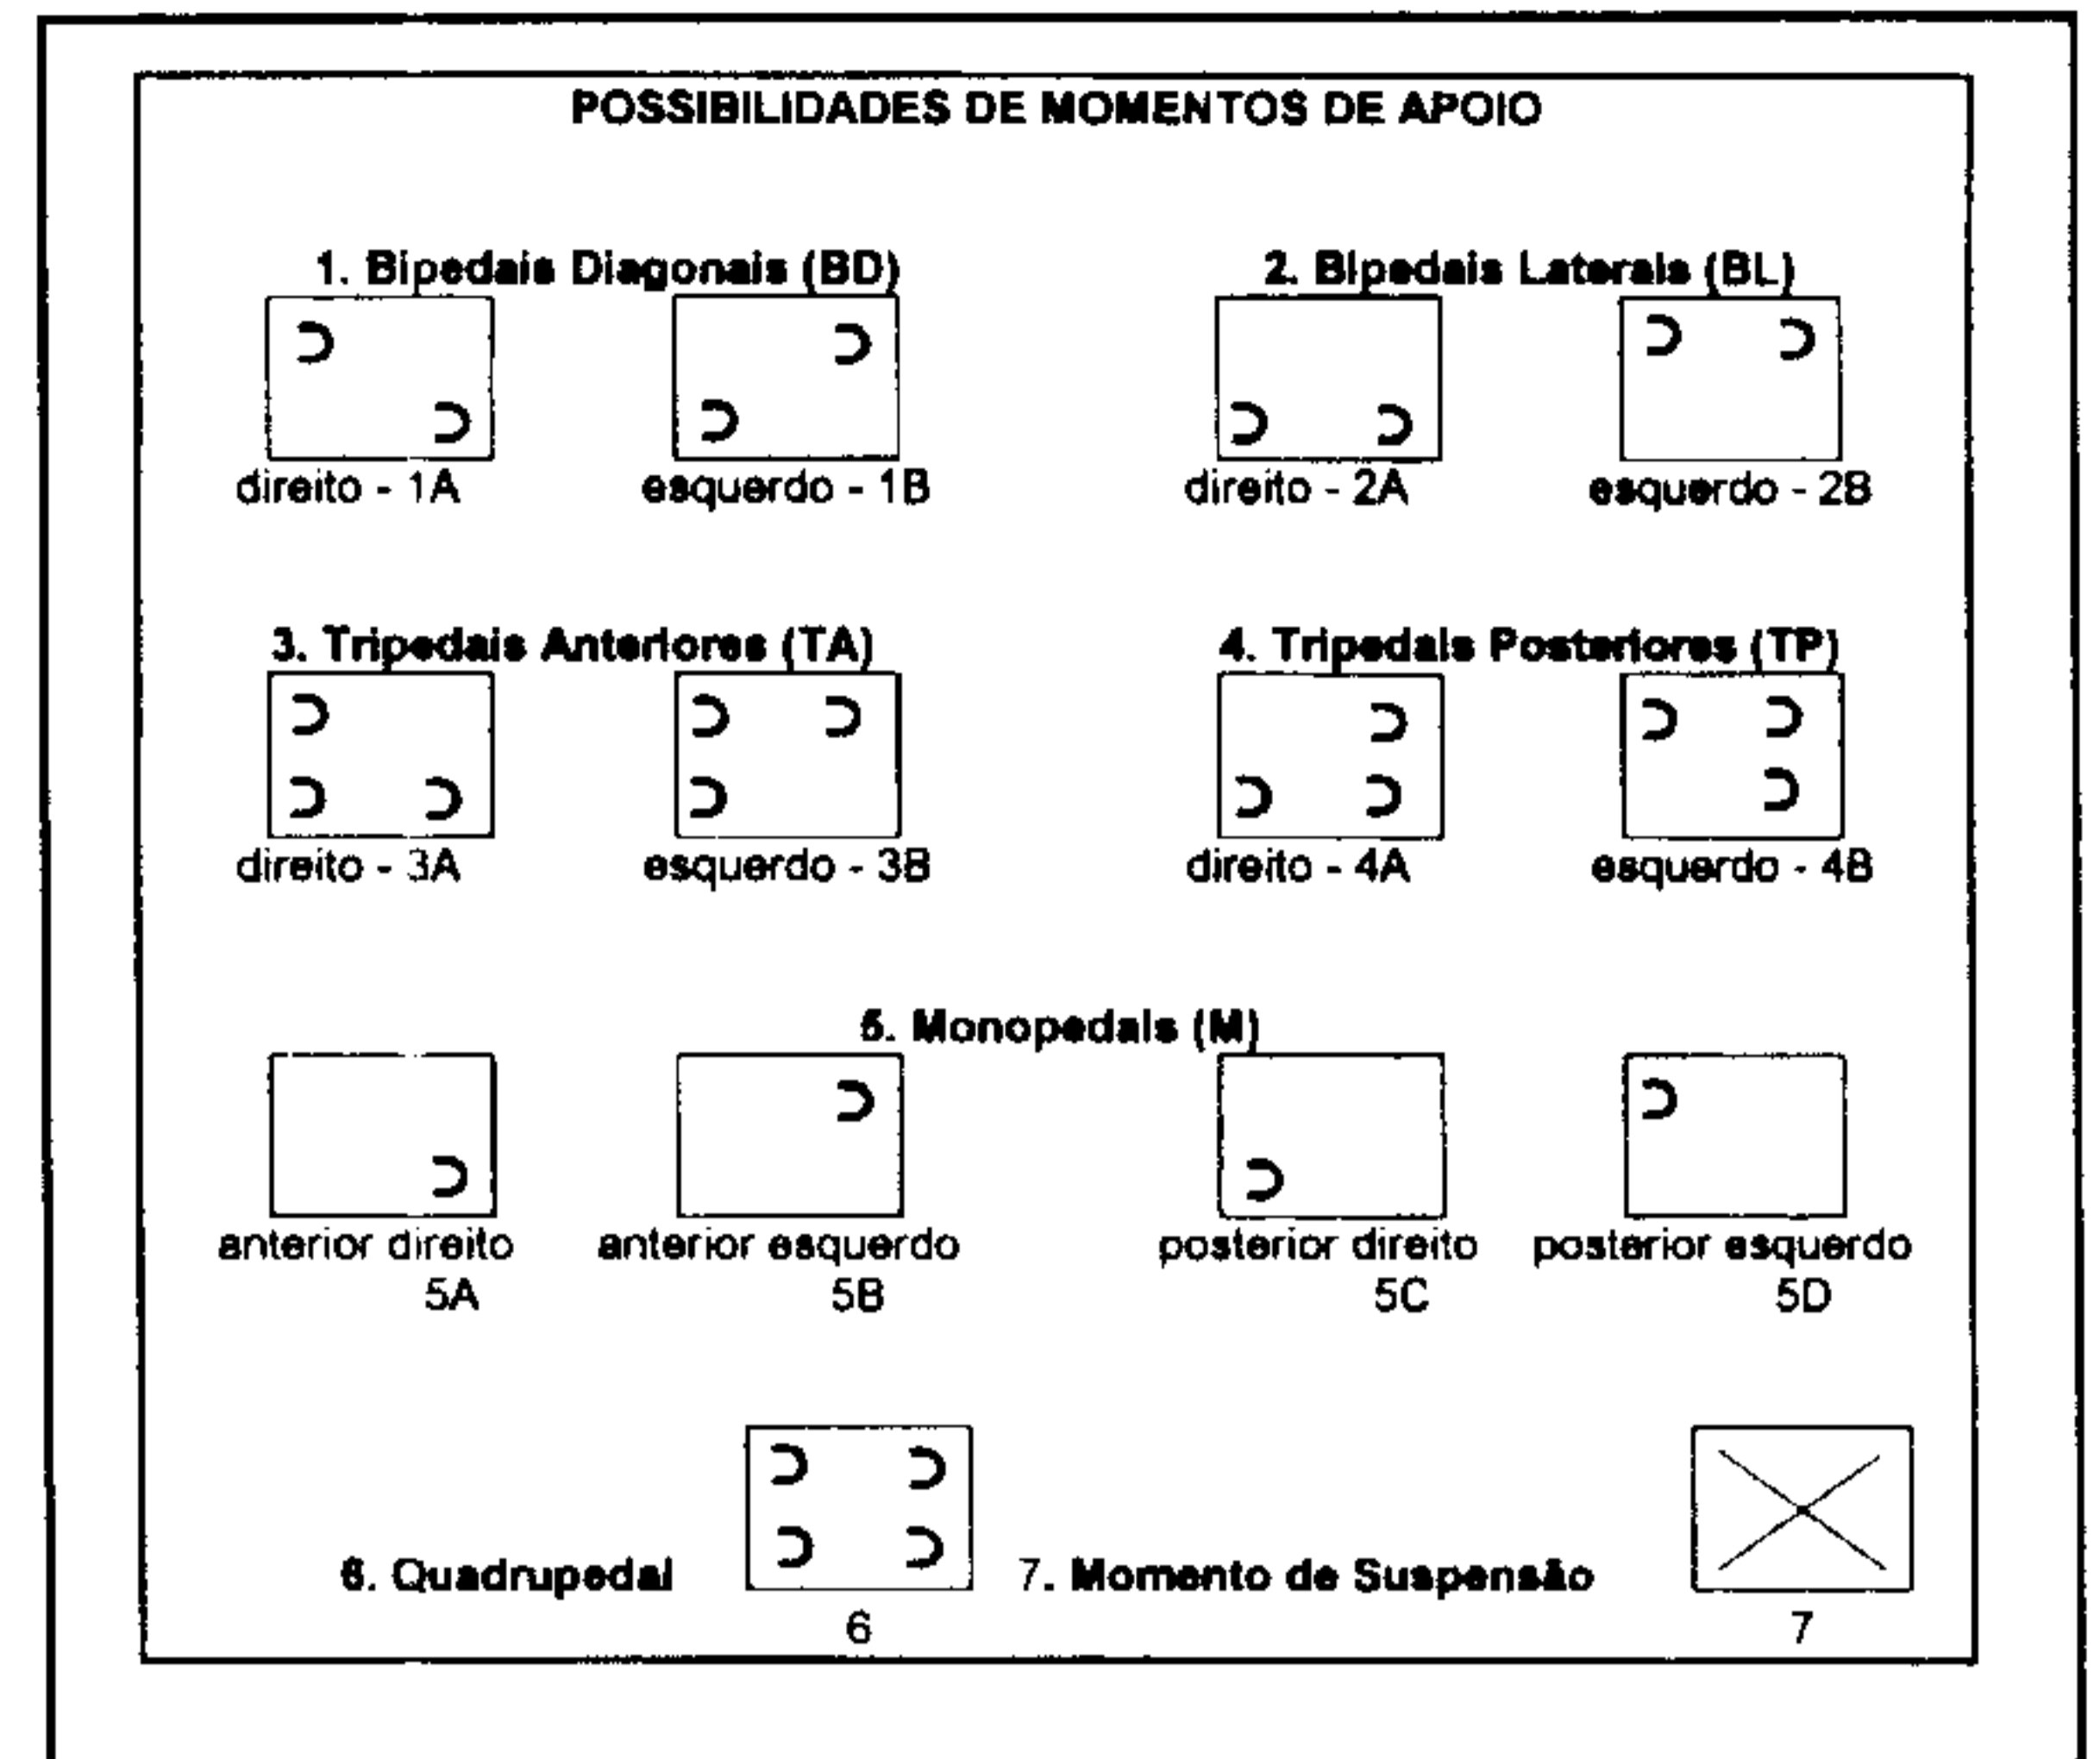 POSSIBILIDADES DE MOMENTOS DE APOIO
1. Bipedais Diagonais (BD) 2. Bipedais Laterais (BL)
direito - 1A esquerdo - 1B direito - 2A esquerdo - 2B
3. Tripedais Anteriores (TA) 4. Tripedais Posteriores (TP)
direito - 3A esquerdo - 3B direito - 4A esquerdo - 4B
5. Monopedais (M)
anterior direito anterior esquerdo posterior direito posterior esquerdo
5A 5B 5C 5D
6. Quadrupedal 7. Momento de Suspensão
6 7